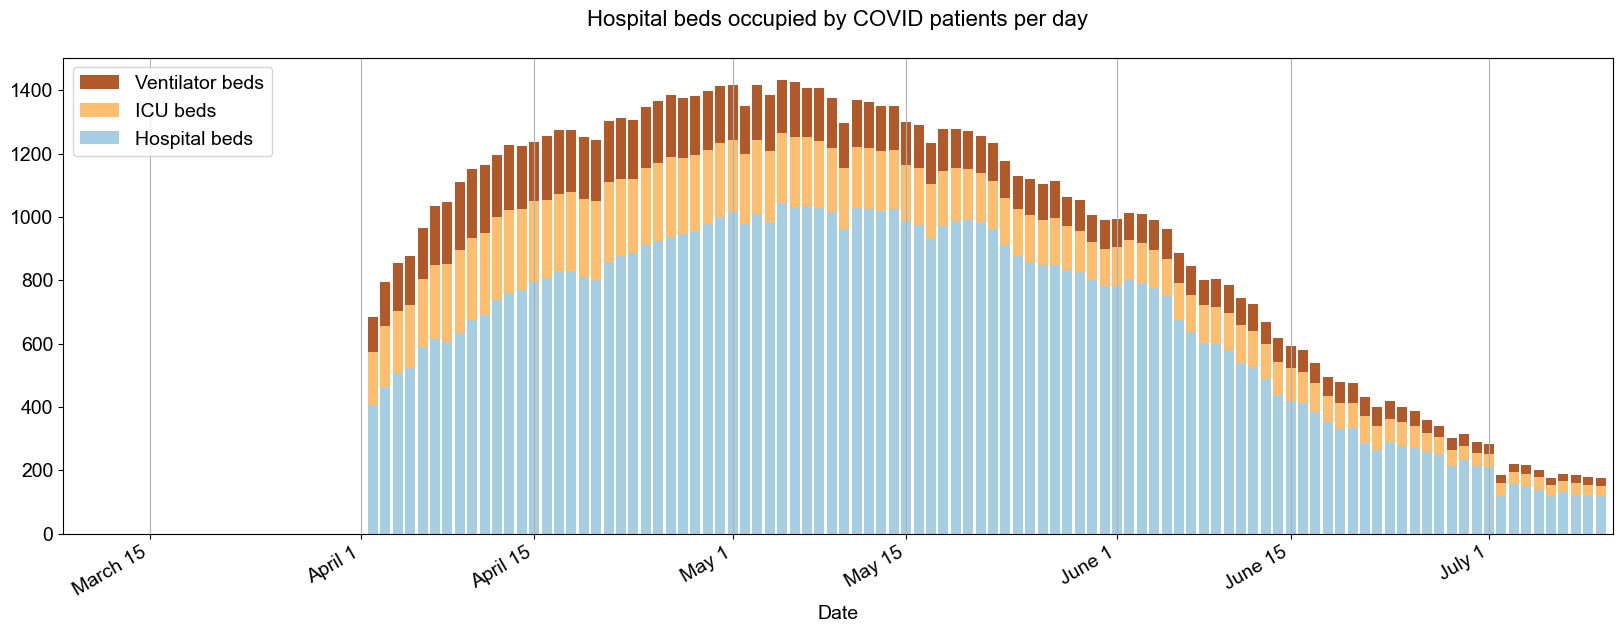 Hospital beds occupied by COVID patients per day
Ventilator beds
ICU beds
Hospital beds
1400
1200
1000
800
600
400
200
0
March 15
April 1
April 15
May 1
May 15
June 1
June 15
July 1
Date